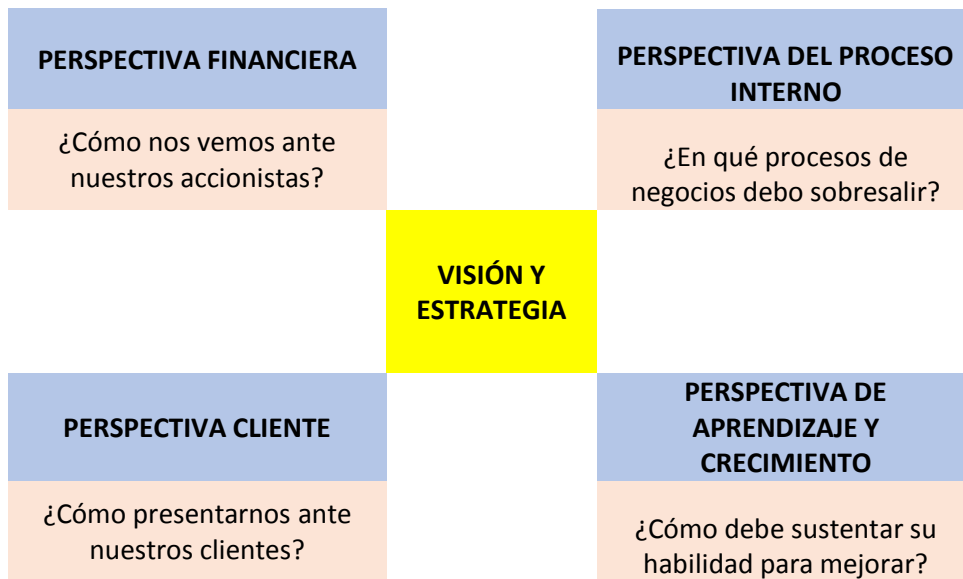 PERSPECTIVA FINANCIERA
¿Cómo nos vemos ante
nuestros accionistas?
PERSPECTIVA DEL PROCESO
INTERNO
¿En qué procesos de
negocios debo sobresalir?
VISIÓN Y
ESTRATEGIA
PERSPECTIVA CLIENTE
¿Cómo presentarnos ante
nuestros clientes?
PERSPECTIVA DE
APRENDIZAJE Y
CRECIMIENTO
¿Cómo debe sustentar su
habilidad para mejorar?